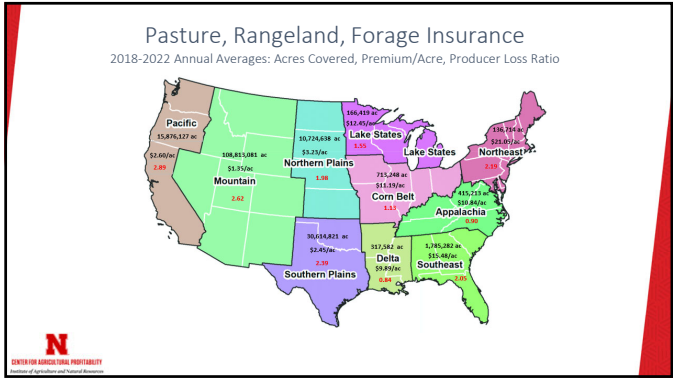 Pasture, Rangeland, Forage Insurance
2018-2022 Annual Averages: Acres Covered, Premium/Acre, Producer Loss Ratio
Pacific
15,876,127 ac
$2.60/ac
2.89
108,813,081 ac
$1.35/ac
Mountain
2.62
10,724,638 ac
$3.23/ac
Northern Plains
1.98
166,419 ac
$12.45/ac
Lake States
1.55
Lake States
136,714 ac
$21.05/ac
Northeast
2.19
713,248 ac
$11.19/ac
Corn Belt
1.13
415,213 ac
$10.84/ac
Appalachia
0.90
30,614,821 ac
$2.45/ac
2.39
Southern Plains
317,582 ac
Delta
$9.89/ac
0.84
1,785,282 ac
$15.48/ac
Southeast
2.05
N
CENTER FOR AGRICULTURAL PROFITABILITY
Institute of Agriculture and Natural Resources